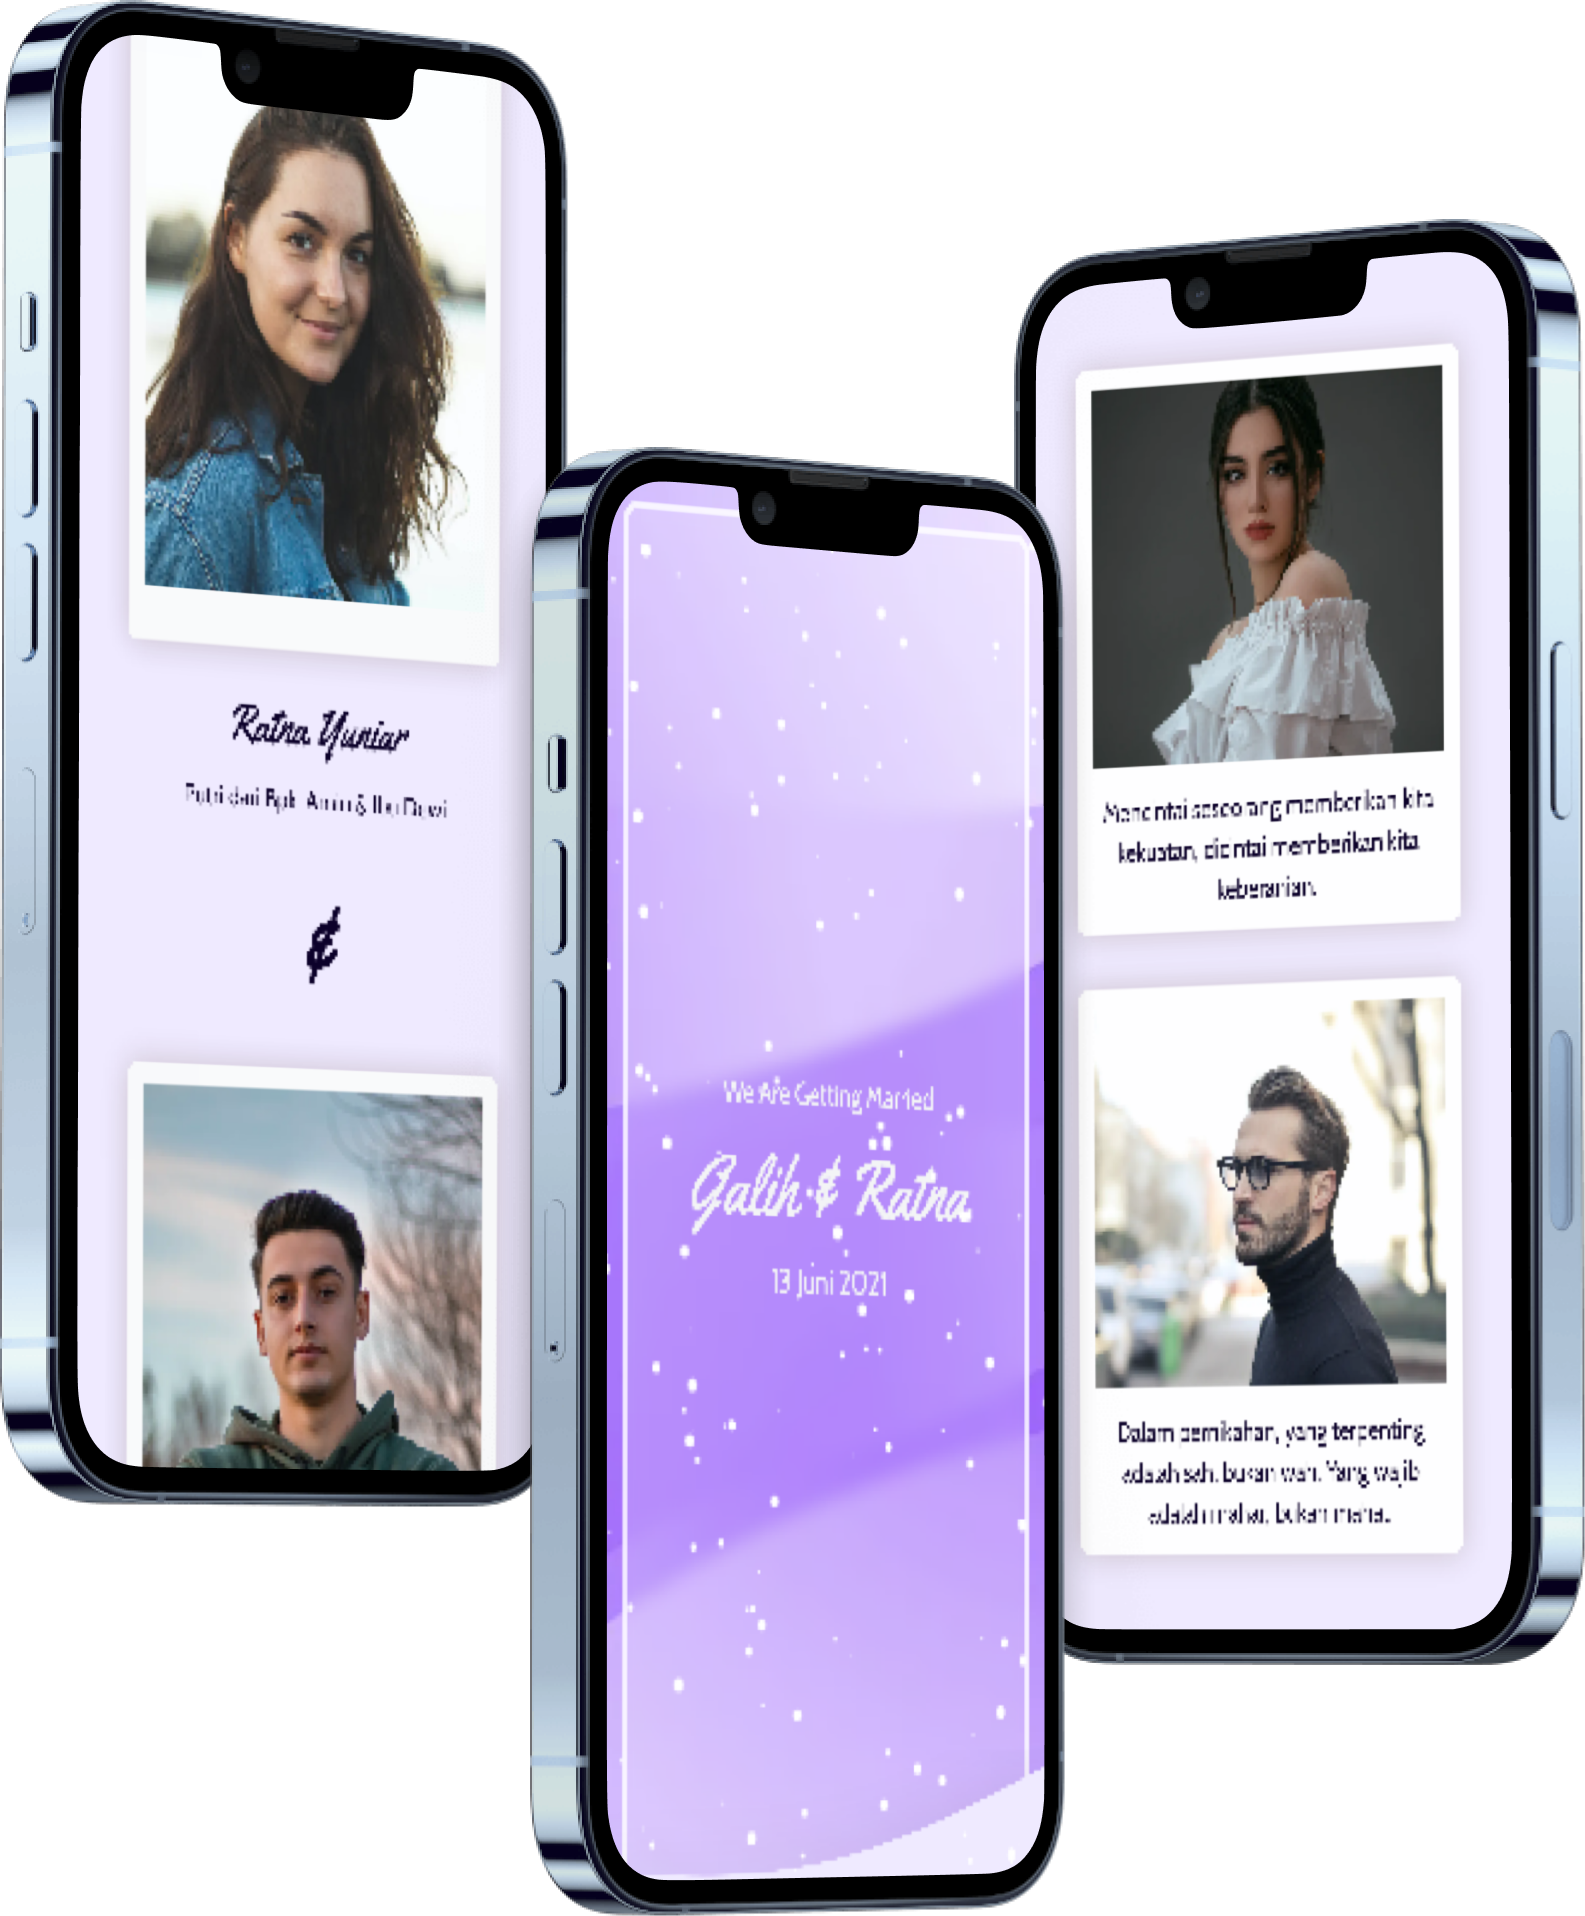 Ratna Yuniar
Putri dari Bpk. Amin & Ibu Dewi
&
We Are Getting Married
Galih & Ratna
13 Juni 2021
Mencintai seseorang memberikan kita
kekuatan, dicintai memberikan kita
keberanian.
Dalam pernikahan, yang terpenting
adalah sah, bukan wah. Yang wajib
adalah mahar, bukan mahal.